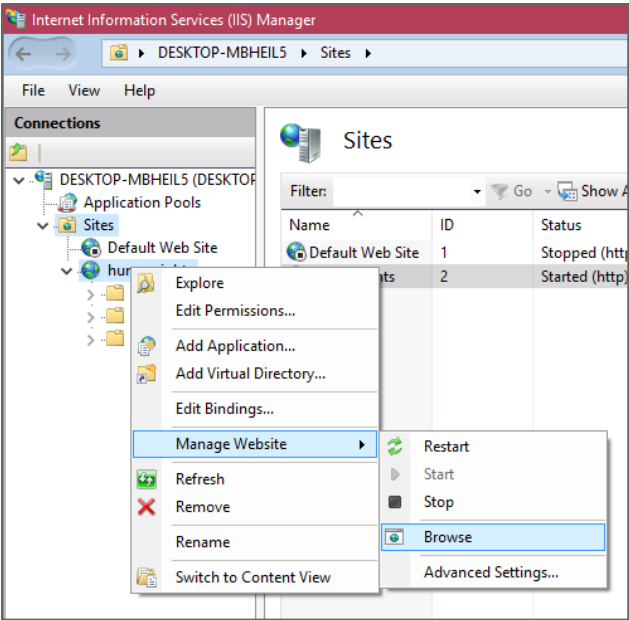 Internet Information Services (IIS) Manager
DESKTOP-MBHEIL5 Sites
File View Help
Connections
DESKTOP-MBHEIL5 (DESKTOP
Application Pools
Sites
Default Web Site
Sites
Filter: Go Show A
Name ID Status
Default Web Site 1 Stopped (http
2 Started (http)
Explore
Edit Permissions...
Add Application...
Add Virtual Directory...
Edit Bindings...
Manage Website
Refresh
Remove
Rename
Switch to Content View
Restart
Start
Stop
Browse
Advanced Settings...